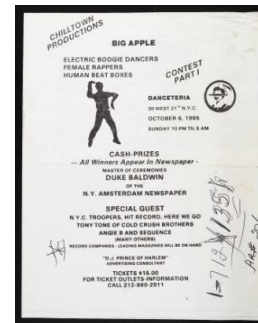 CHILLTOWN
PRODUCTIONS
BIG APPLE
ELECTRIC BOOGIE DANCERS
FEMALE RAPPERS
HUMAN BEAT BOXES
CONTEST
PART I
DANCETERIA
30 WEST 21ST N.Y.C.
OCTOBER 6, 1985
SUNDAY 10 PM TIL 5 AM
CASH-PRIZES
— All Winners Appear In Newspaper -
MASTER OF CEREMONIES
DUKE BALDWIN
OF THE
N.Y. AMSTERDAM NEWSPAPER
SPECIAL GUEST
N.Y.C. TROOPERS, HIT RECORD, HERE WE GO
TONY TONE OF COLD CRUSH BROTHERS
ANGIE B AND SEQUENCE
(MANY OTHERS)
RECORD COMPANIES - LEADING MAGAZINES WILL BE ON HAND
"D.J. PRINCE OF HARLEM"
ADVERTISING CONSULTANT
TICKETS $15.00
FOR TICKET OUTLETS-INFORMATION
CALL 212-860-2811